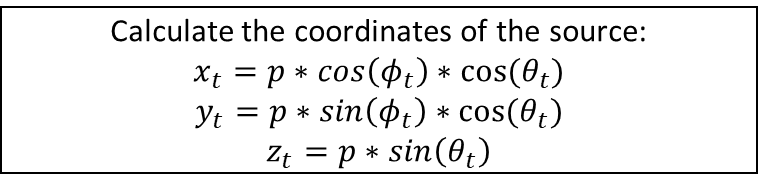 Calculate the coordinates of the source:
x_t = p * cos(ϕ_t) * cos(θ_t)
y_t = p * sin(ϕ_t) * cos(θ_t)
z_t = p * sin(θ_t)